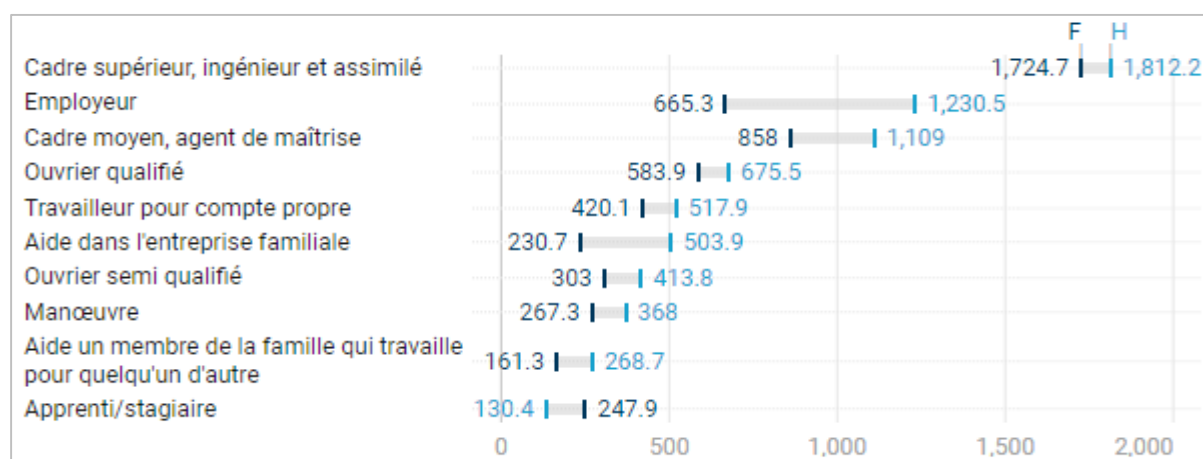 F H
Cadre supérieur, ingénieur et assimilé 1,724.7 1,812.2
Employeur 665.3 1,230.5
Cadre moyen, agent de maîtrise 858 1,109
Ouvrier qualifié 583.9 675.5
Travailleur pour compte propre 420.1 517.9
Aide dans l'entreprise familiale 230.7 503.9
Ouvrier semi qualifié 303 413.8
Manœuvre 267.3 368
Aide un membre de la famille qui travaille
pour quelqu'un d'autre 161.3 268.7
Apprenti/stagiaire 130.4 247.9
0 500 1,000 1,500 2,000